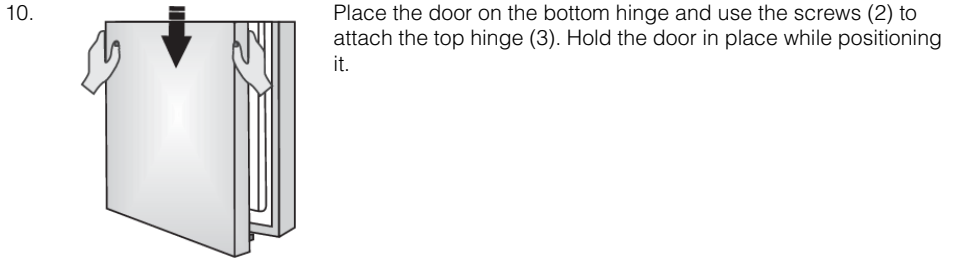 10. Place the door on the bottom hinge and use the screws (2) to
attach the top hinge (3). Hold the door in place while positioning
it.